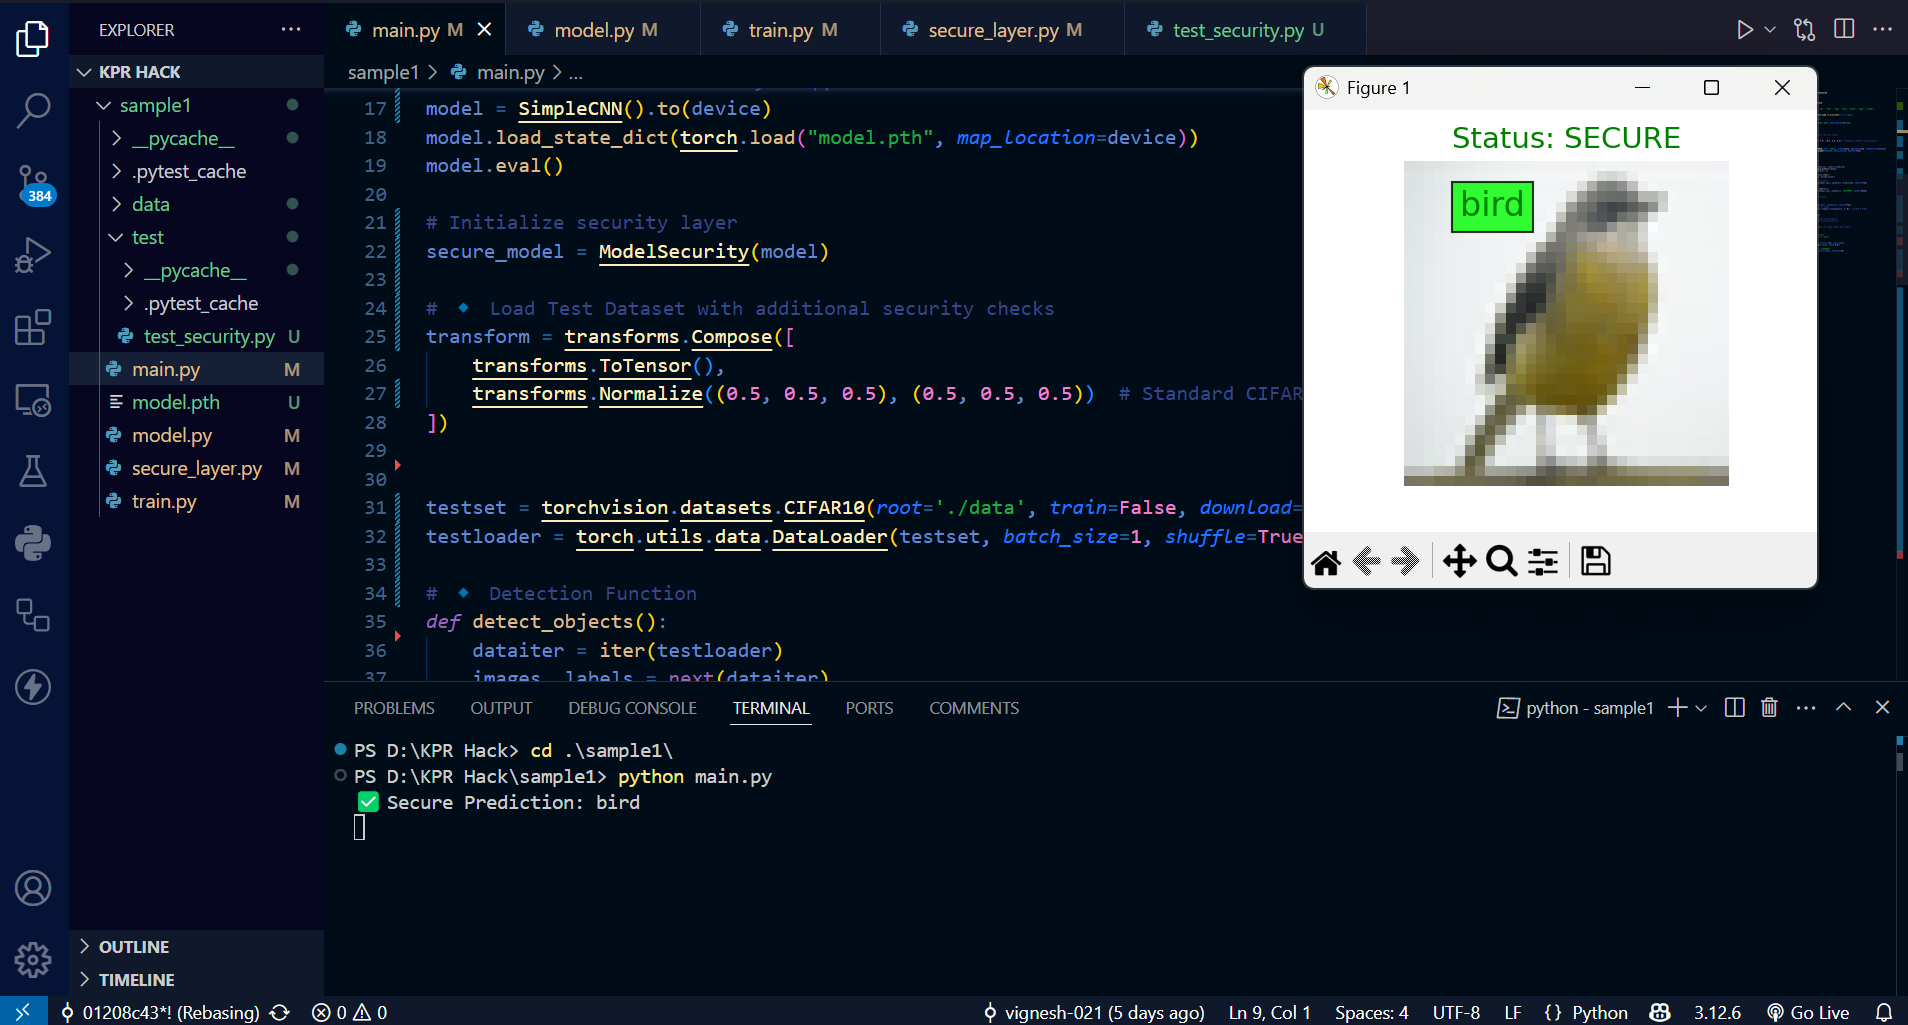 EXPLORER
KPR HACK
sample1
__pycache__
.pytest_cache
data
test
__pycache__
.pytest_cache
test_security.py U
main.py M
model.pth U
model.py M
secure_layer.py M
train.py M
OUTLINE
TIMELINE
384
main.py M
model.py M
train.py M
secure_layer.py M
test_security.py U
sample1 > main.py > ...
17 model = SimpleCNN().to(device)
18 model.load_state_dict(torch.load("model.pth", map_location=device))
19 model.eval()
20
21 # Initialize security layer
22 secure_model = ModelSecurity(model)
23
24 # 🔹 Load Test Dataset with additional security checks
25 transform = transforms.Compose([
26 transforms.ToTensor(),
27 transforms.Normalize((0.5, 0.5, 0.5), (0.5, 0.5, 0.5)) # Standard CIFAR
28 ])
29
30
31 testset = torchvision.datasets.CIFAR10(root='./data', train=False, download=
32 testloader = torch.utils.data.DataLoader(testset, batch_size=1, shuffle=True
33
34 # 🔹 Detection Function
35 def detect_objects():
36 dataiter = iter(testloader)
37 images, labels = next(dataiter)
Figure 1
Status: SECURE
bird
PROBLEMS OUTPUT DEBUG CONSOLE TERMINAL PORTS COMMENTS
python - sample1
PS D:\KPR Hack> cd .\sample1\
PS D:\KPR Hack\sample1> python main.py
✅ Secure Prediction: bird
01208c43*! (Rebasing) 0 0 vignesh-021 (5 days ago) Ln 9, Col 1 Spaces: 4 UTF-8 LF {} Python 3.12.6 Go Live